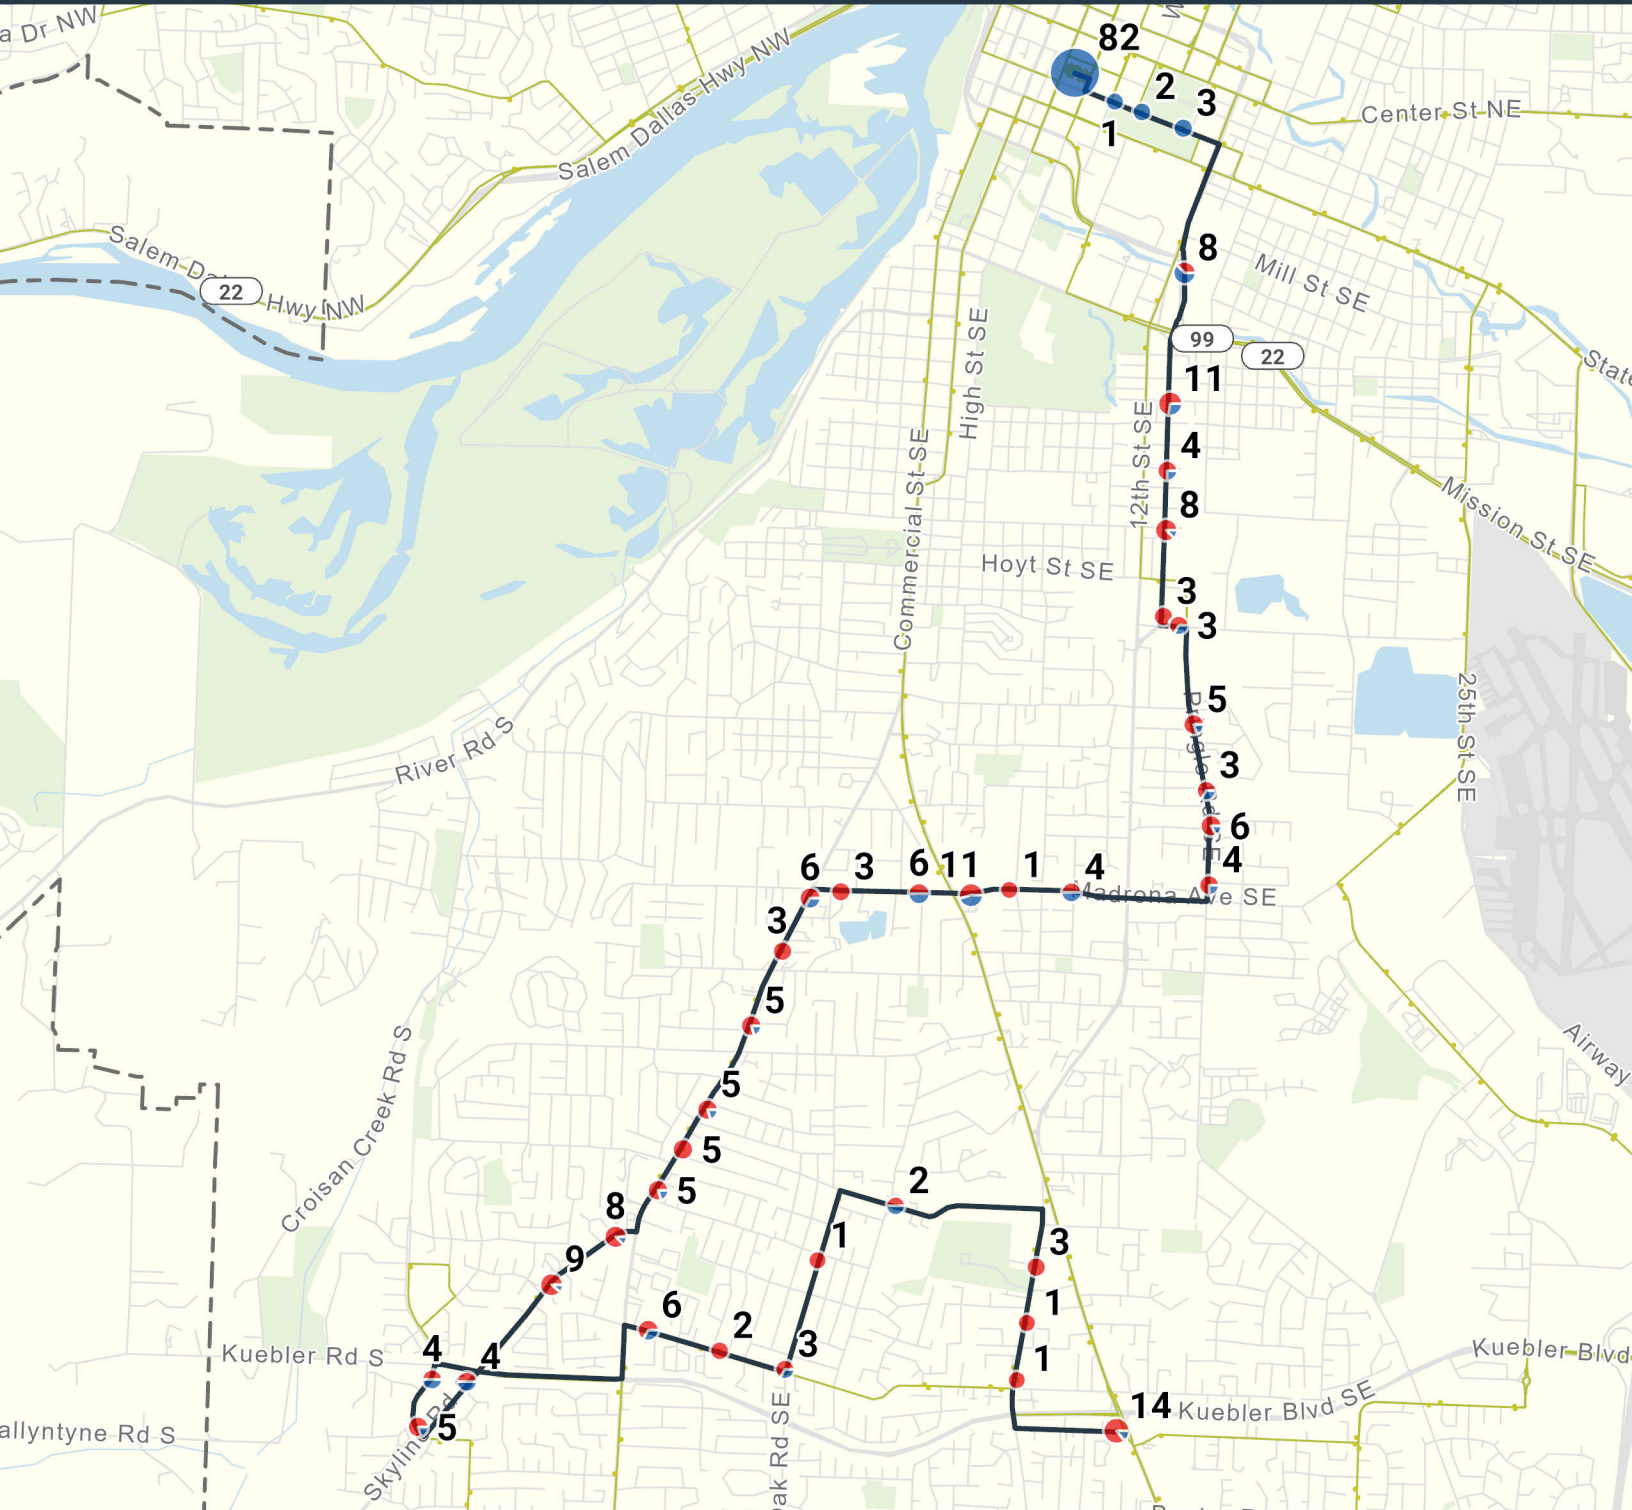 a Dr NW
Salem Dallas Hwy NW
82
2
3
1
Center St NE
Salem Da
Hwy NW
22
8
Mill St SE
99
22
State
High St SE
11
12th St SE
4
Commercial St SE
8
Mission St SE
Hoyt St SE
3
3
25th St SE
5
River Rd S
3
6
4
6
3
6
11
1
4
Madrona Ave SE
3
5
Airway
Croisan Creek Rd S
5
5
5
2
8
1
3
9
6
2
1
3
Kuebler Rd S
4
4
1
Kuebler Blvd
14
Kuebler Blvd SE
5
allyntyne Rd S
Skylin
Rd
oak Rd SE